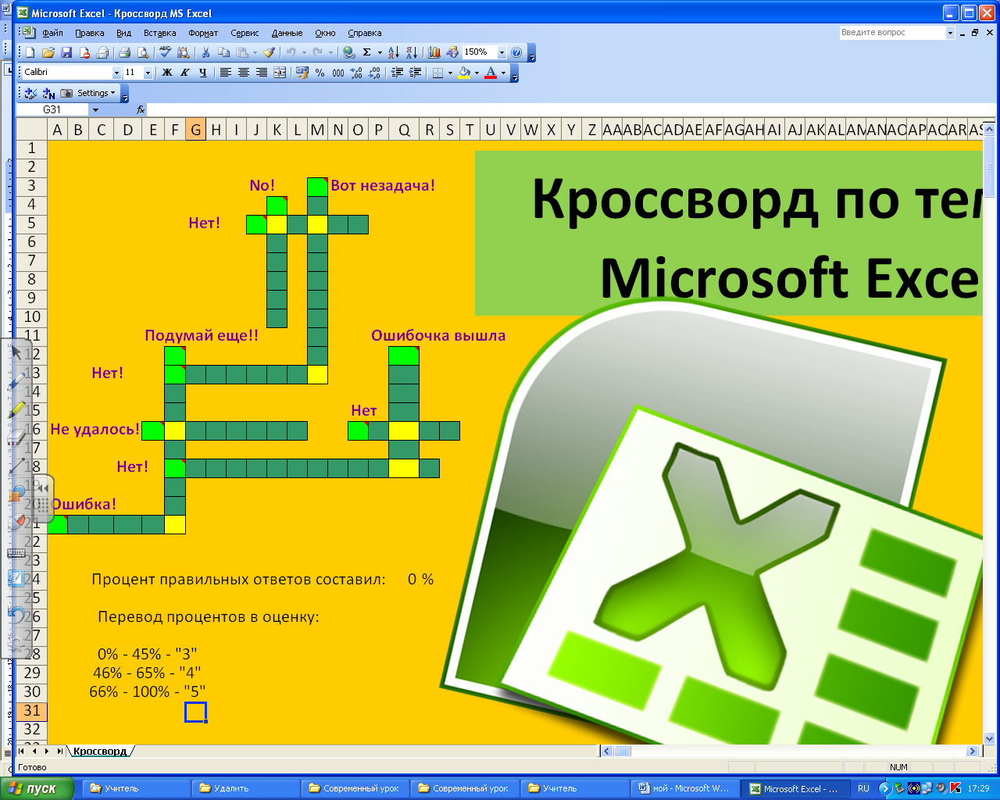 Microsoft Excel - Кроссворд MS Excel
Файл Правка Вид Вставка Формат Сервис Данные Окно Справка
Введите вопрос
150%
Calibri 11 Ж К Ч % 000
Settings
G31 fx
A B C D E F G H I J K L M N O P Q R S T U V W X Y Z AA AB AC AD AE AF AG AH AI AJ AK AL AM AN AO AP AQ AR AS
1
2
3 No! Вот незадача!
4
5 Нет!
6
7
8
9
10
11 Подумай еще!! Ошибочка вышла
12
13 Нет!
14
15 Нет
16 Не удалось!
17
18 Нет!
19
20 Ошибка!
21
22
23
24 Процент правильных ответов составил: 0 %
25
26 Перевод процентов в оценку:
27
28 0% - 45% - "3"
29 46% - 65% - "4"
30 66% - 100% - "5"
31
32
Кроссворд по тем
Microsoft Exce
Кроссворд
Готово NUM
пуск Учитель Удалить Современный урок Современный урок Учитель мой - Microsoft W... Microsoft Excel - ... RU 17:29